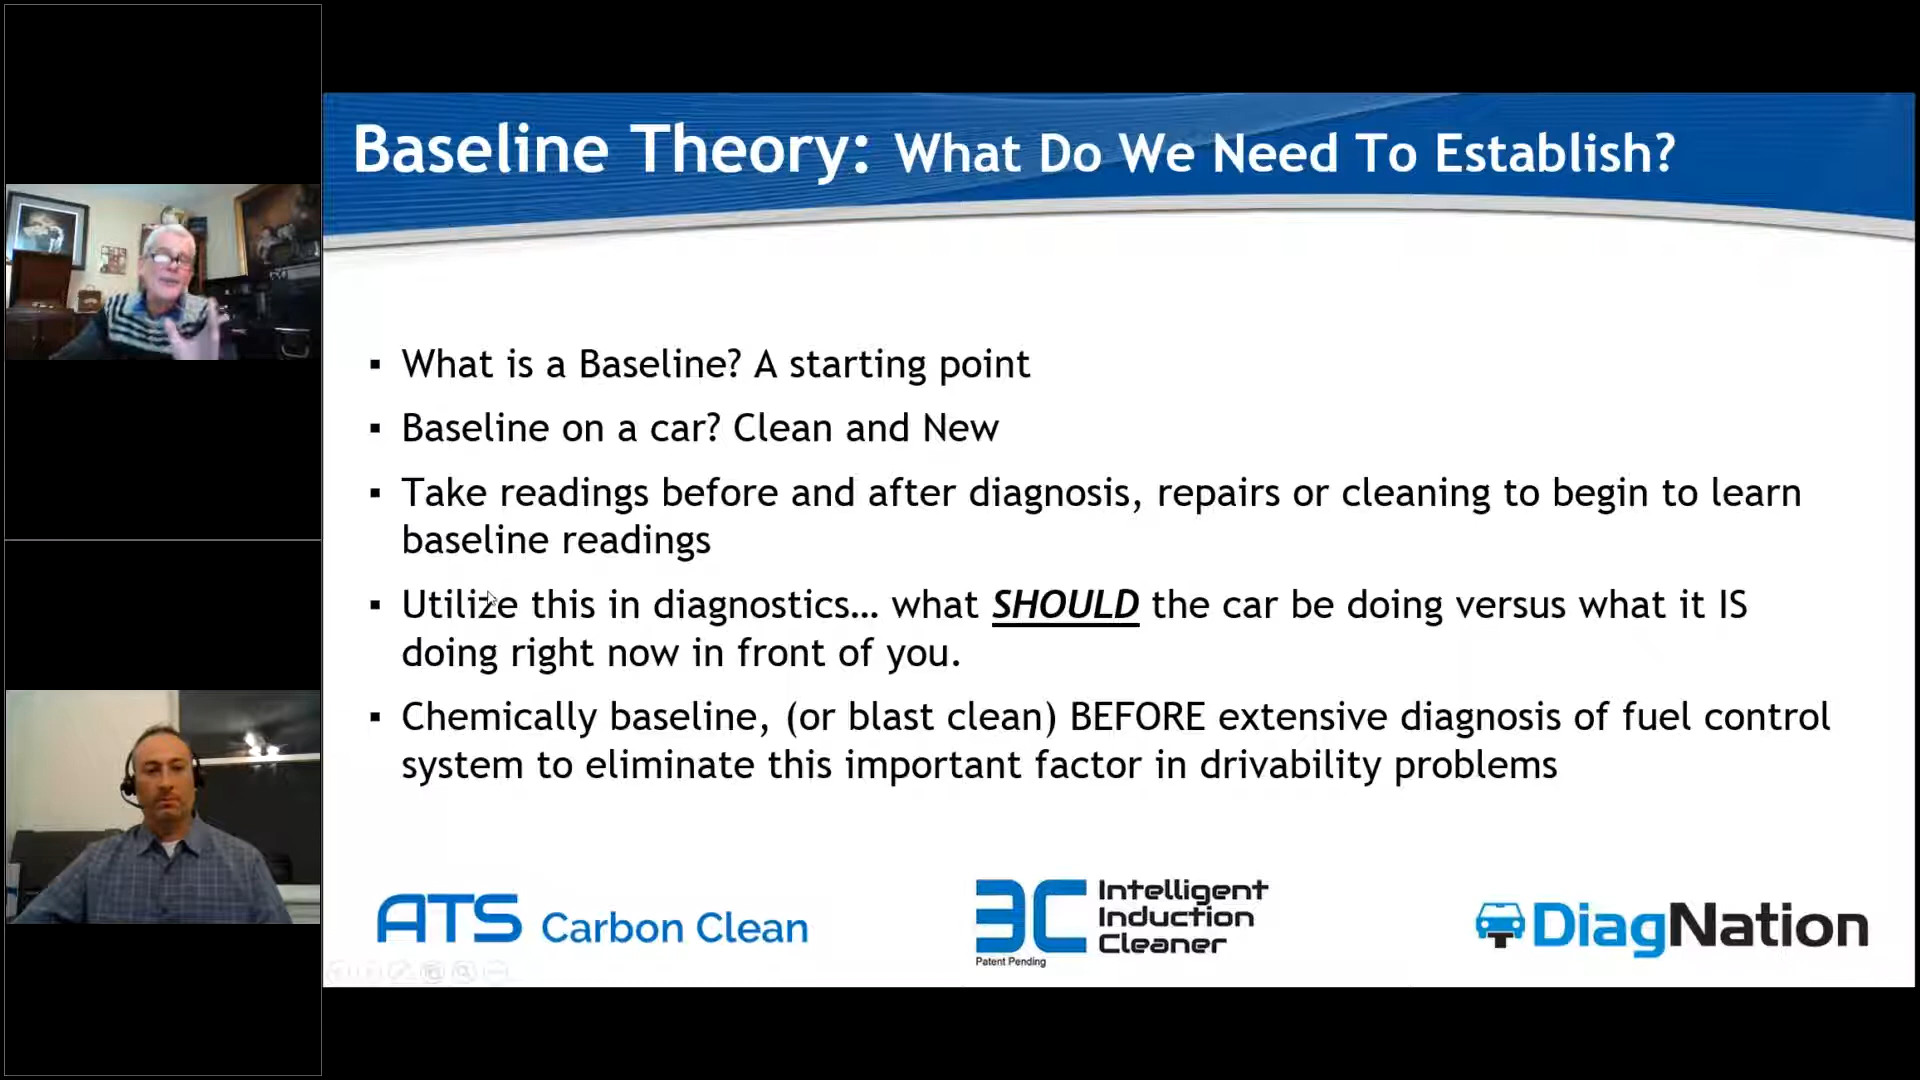 Baseline Theory: What Do We Need To Establish?
▪ What is a Baseline? A starting point
▪ Baseline on a car? Clean and New
▪ Take readings before and after diagnosis, repairs or cleaning to begin to learn
baseline readings
▪ Utilize this in diagnostics… what SHOULD the car be doing versus what it IS
doing right now in front of you.
▪ Chemically baseline, (or blast clean) BEFORE extensive diagnosis of fuel control
system to eliminate this important factor in drivability problems
ATS Carbon Clean
3C Intelligent
Induction
Cleaner
Patent Pending
DiagNation